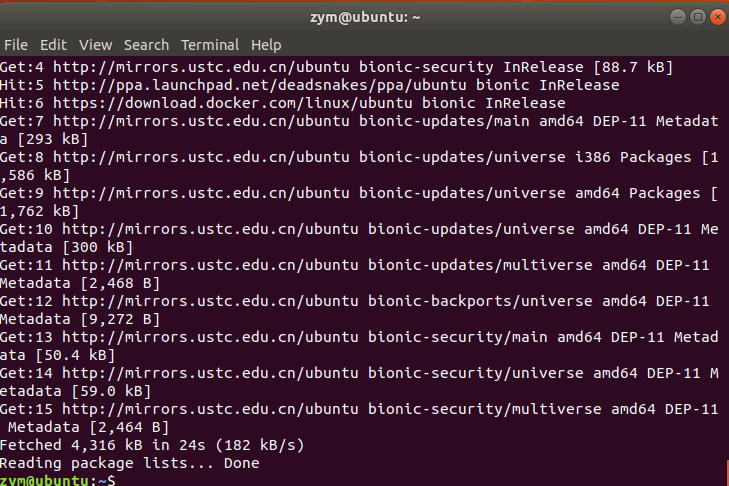 zym@ubuntu: ~
File Edit View Search Terminal Help
Get:4 http://mirrors.ustc.edu.cn/ubuntu bionic-security InRelease [88.7 kB]
Hit:5 http://ppa.launchpad.net/deadsnakes/ppa/ubuntu bionic InRelease
Hit:6 https://download.docker.com/linux/ubuntu bionic InRelease
Get:7 http://mirrors.ustc.edu.cn/ubuntu bionic-updates/main amd64 DEP-11 Metadat
a [293 kB]
Get:8 http://mirrors.ustc.edu.cn/ubuntu bionic-updates/universe i386 Packages [1
,586 kB]
Get:9 http://mirrors.ustc.edu.cn/ubuntu bionic-updates/universe amd64 Packages [
1,762 kB]
Get:10 http://mirrors.ustc.edu.cn/ubuntu bionic-updates/universe amd64 DEP-11 Me
tadata [300 kB]
Get:11 http://mirrors.ustc.edu.cn/ubuntu bionic-updates/multiverse amd64 DEP-11
Metadata [2,468 B]
Get:12 http://mirrors.ustc.edu.cn/ubuntu bionic-backports/universe amd64 DEP-11
Metadata [9,272 B]
Get:13 http://mirrors.ustc.edu.cn/ubuntu bionic-security/main amd64 DEP-11 Metad
ata [50.4 kB]
Get:14 http://mirrors.ustc.edu.cn/ubuntu bionic-security/universe amd64 DEP-11 M
etadata [59.0 kB]
Get:15 http://mirrors.ustc.edu.cn/ubuntu bionic-security/multiverse amd64 DEP-11
 Metadata [2,464 B]
Fetched 4,316 kB in 24s (182 kB/s)
Reading package lists... Done
zym@ubuntu:~$